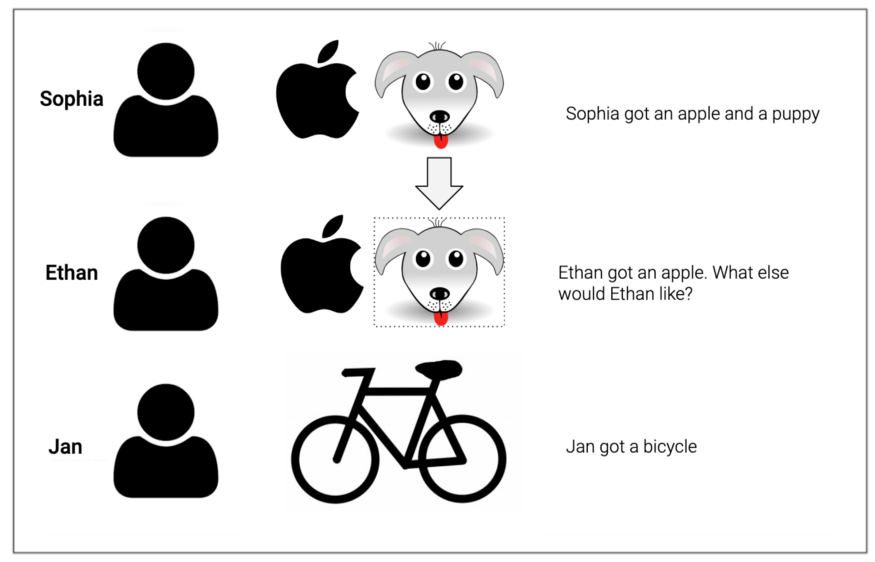 Sophia
Sophia got an apple and a puppy
Ethan
Ethan got an apple. What else
would Ethan like?
Jan
Jan got a bicycle